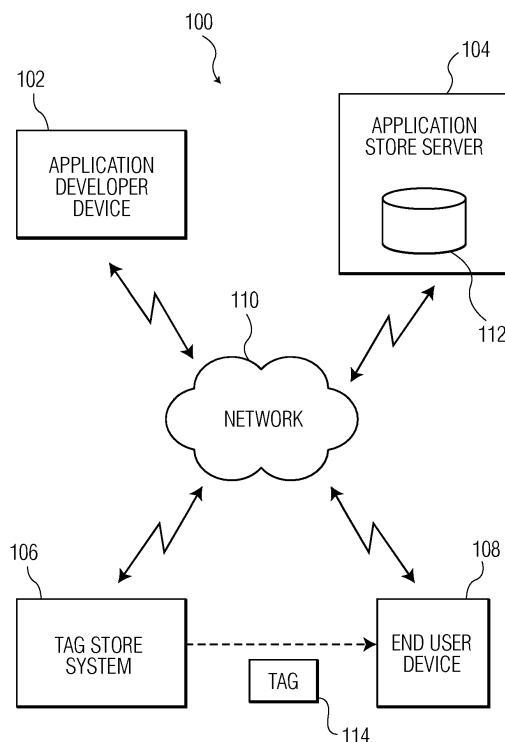 100
102
104
APPLICATION
DEVELOPER
DEVICE
APPLICATION
STORE SERVER
112
110
NETWORK
106
108
TAG STORE
SYSTEM
END USER
DEVICE
TAG
114